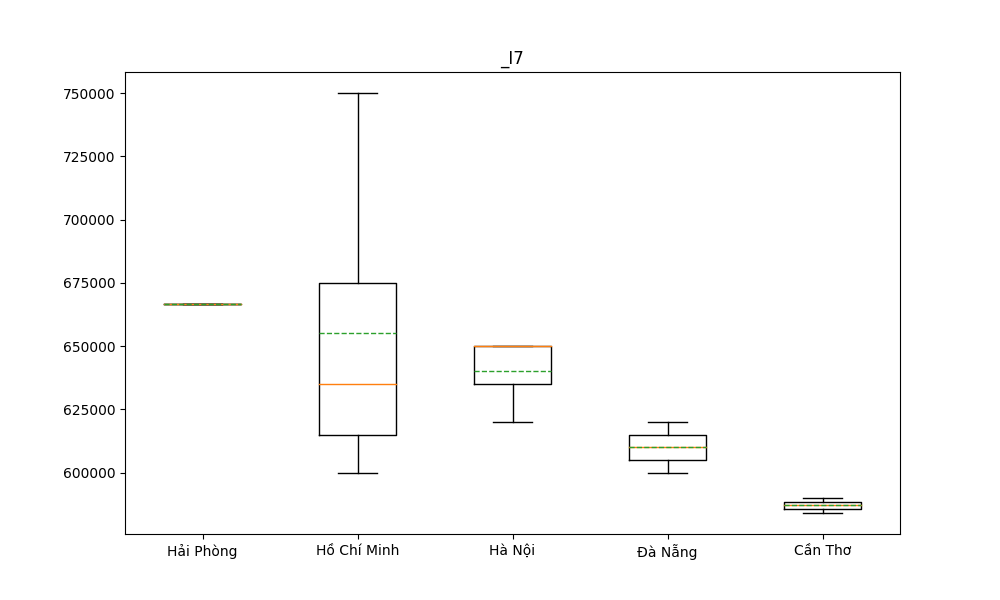 _I7
750000
725000
700000
675000
650000
625000
600000
Hải Phòng
Hồ Chí Minh
Hà Nội
Đà Nẵng
Cần Thơ